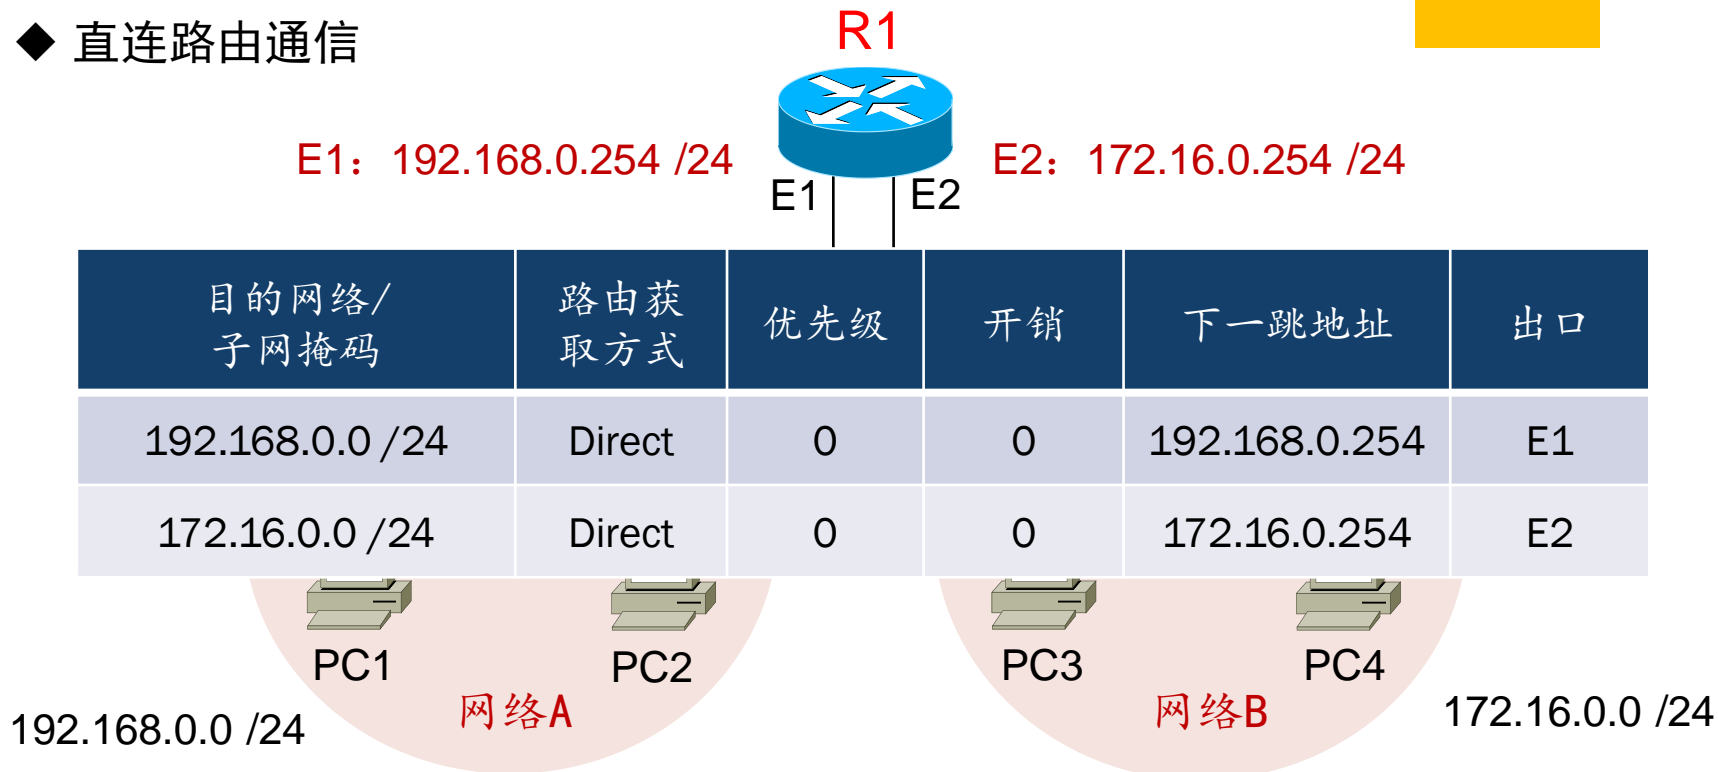 ◆ 直连路由通信
R1
E1：192.168.0.254 /24
E2：172.16.0.254 /24
E1
E2
目的网络/
子网掩码
路由获
取方式
优先级
开销
下一跳地址
出口
192.168.0.0 /24
Direct
0
0
192.168.0.254
E1
172.16.0.0 /24
Direct
0
0
172.16.0.254
E2
PC1
PC2
PC3
PC4
网络A
网络B
192.168.0.0 /24
172.16.0.0 /24